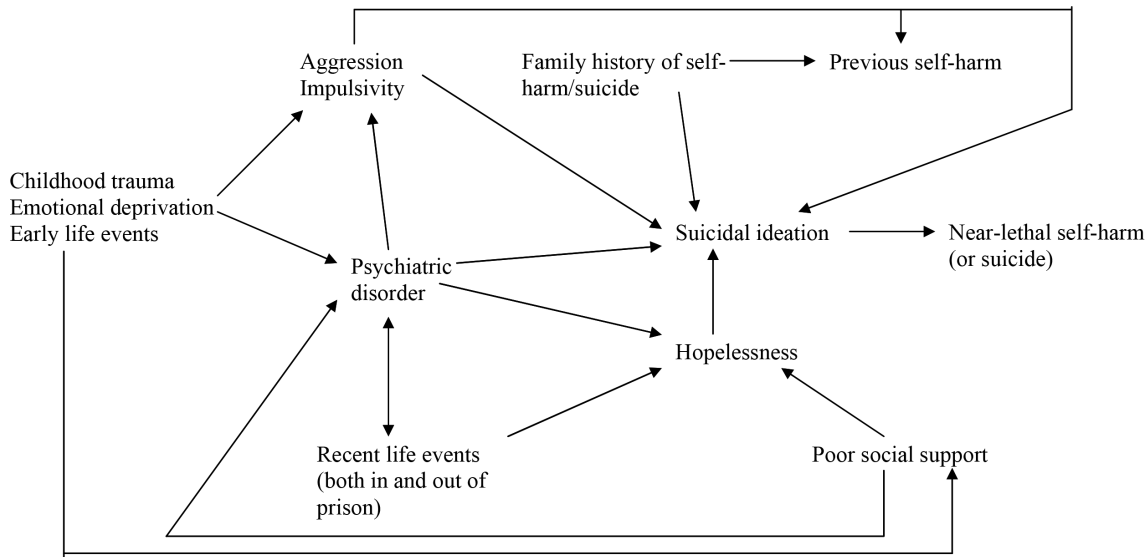 Aggression
Impulsivity
Family history of self-
harm/suicide
Previous self-harm
Childhood trauma
Emotional deprivation
Early life events
Suicidal ideation
Near-lethal self-harm
(or suicide)
Psychiatric
disorder
Hopelessness
Recent life events
(both in and out of
prison)
Poor social support